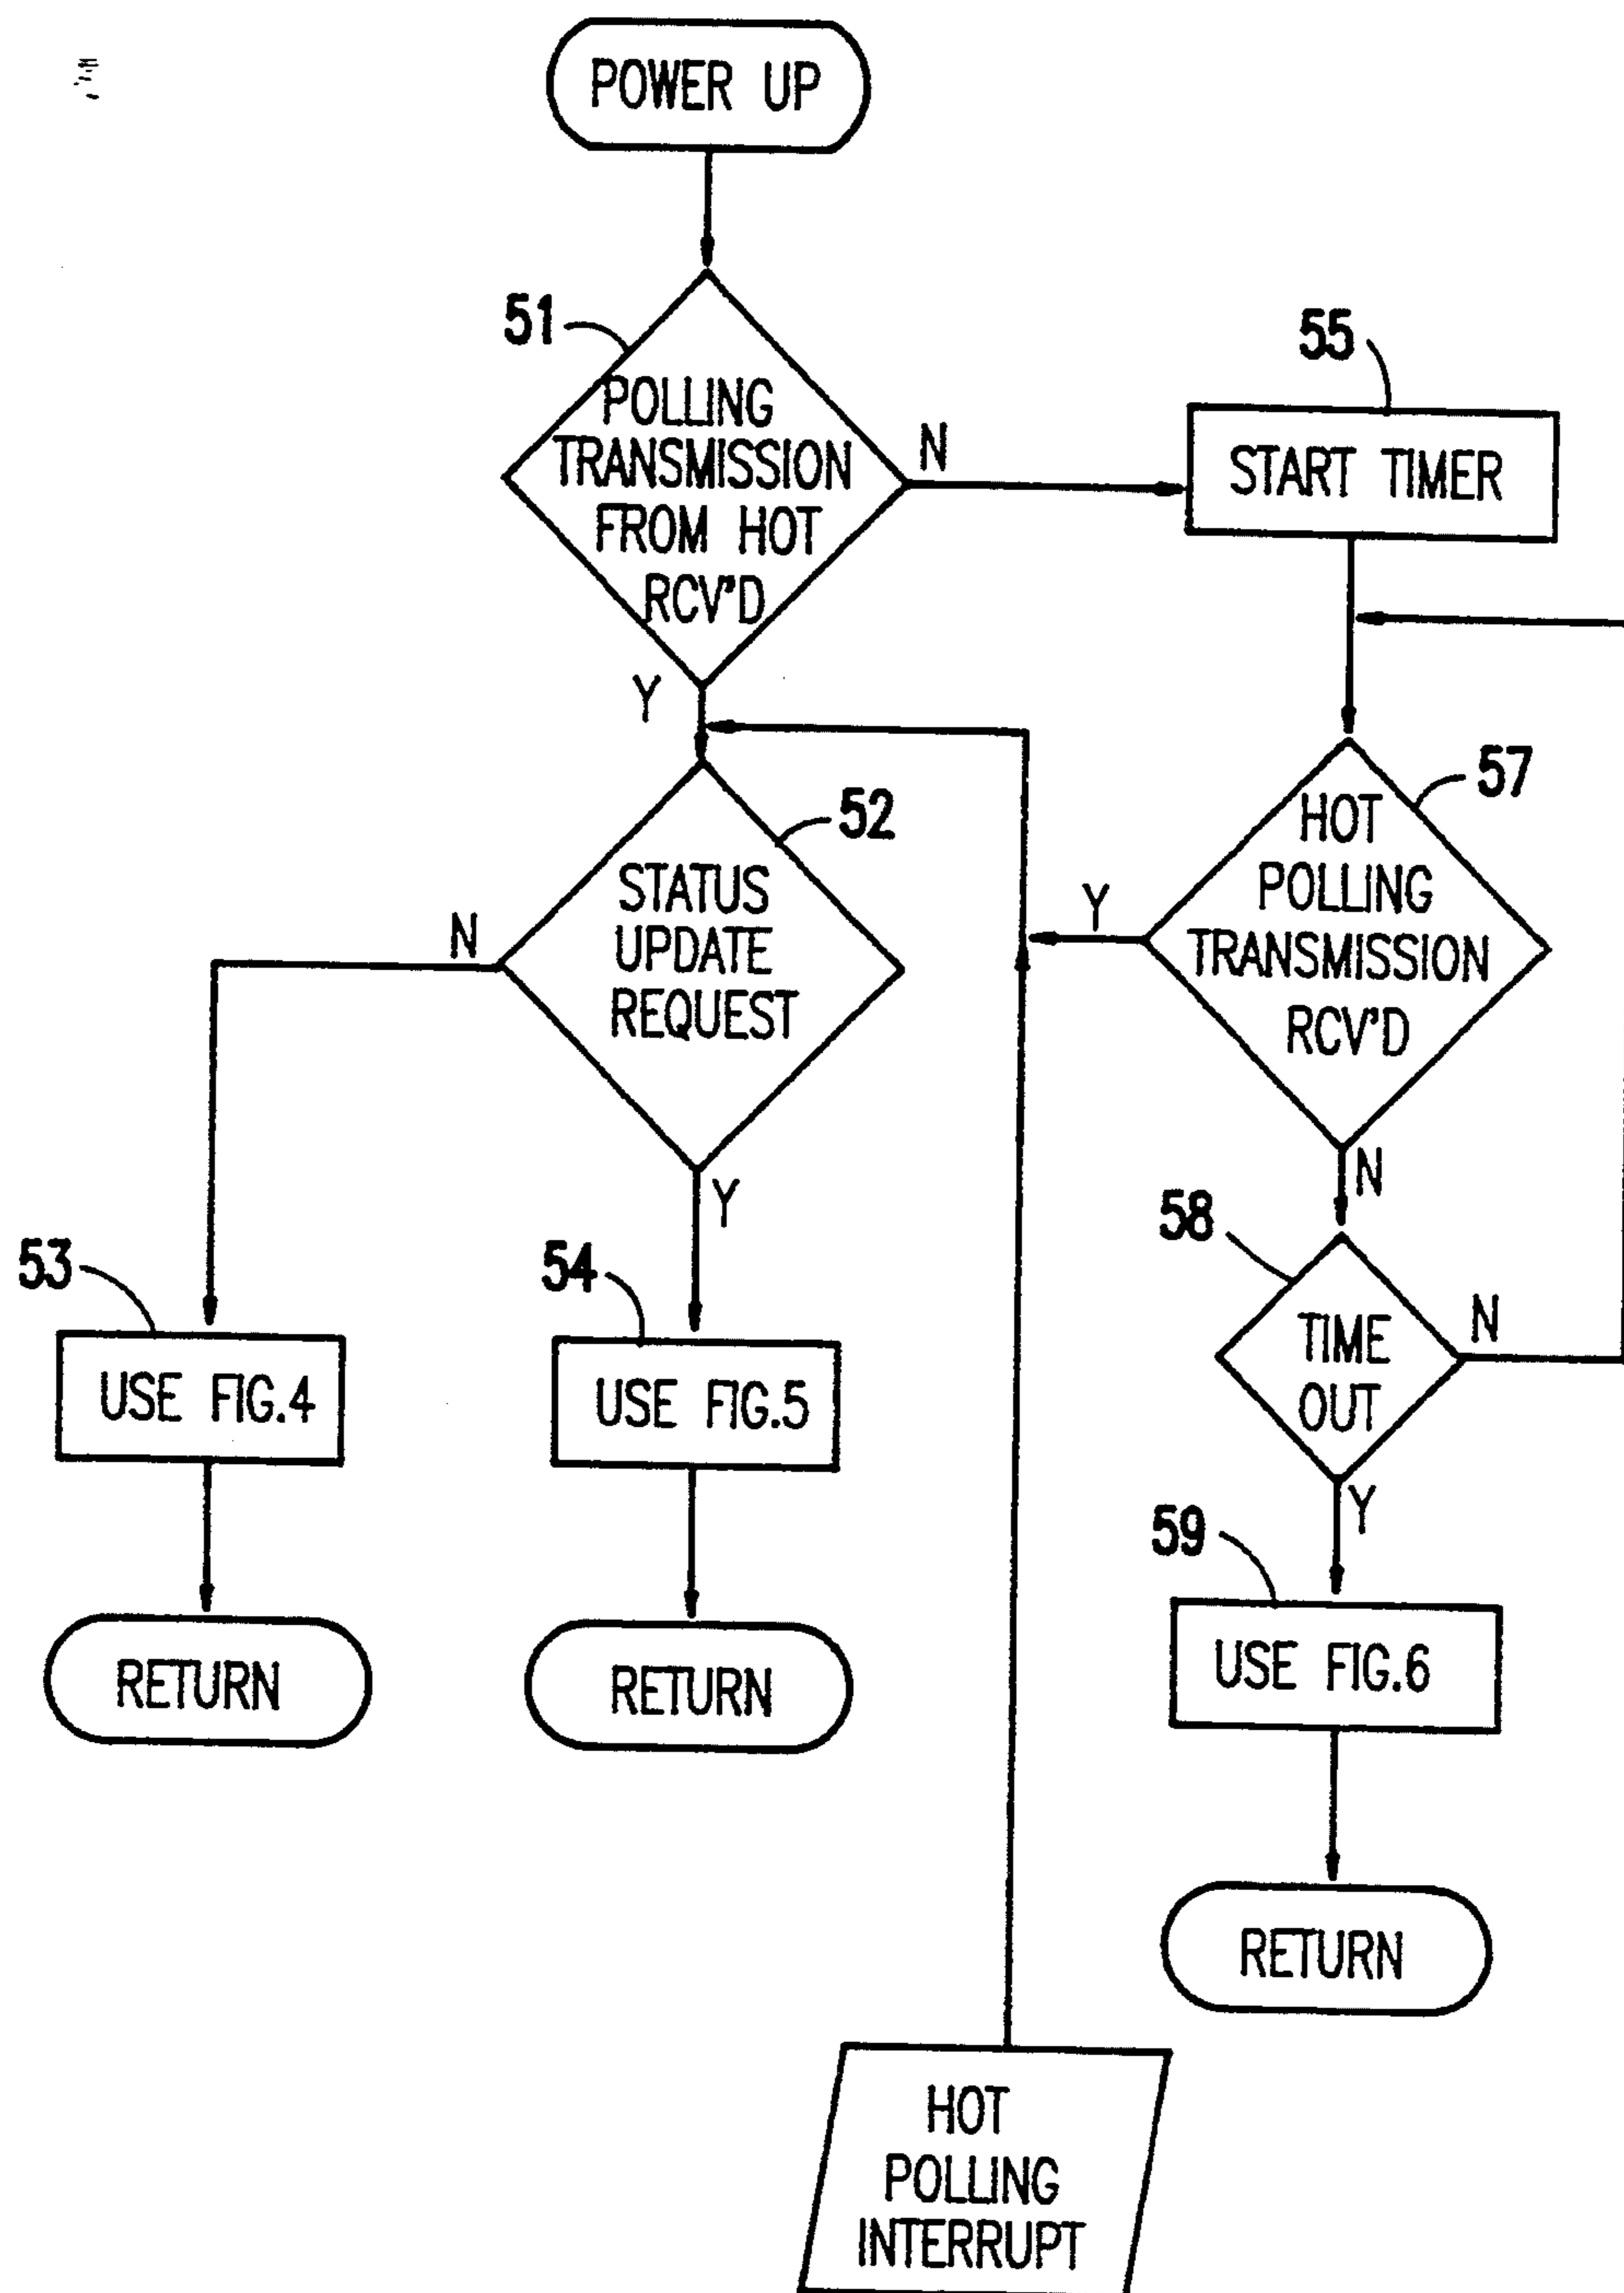 POWER UP
51
POLLING
TRANSMISSION
FROM HOT
RCV'D
N
55
START TIMER
Y
52
STATUS
UPDATE
REQUEST
N
Y
57
HOT
POLLING
TRANSMISSION
RCV'D
Y
N
53
USE FIG.4
54
USE FIG.5
58
TIME
OUT
N
Y
59
USE FIG.6
RETURN
RETURN
RETURN
HOT
POLLING
INTERRUPT